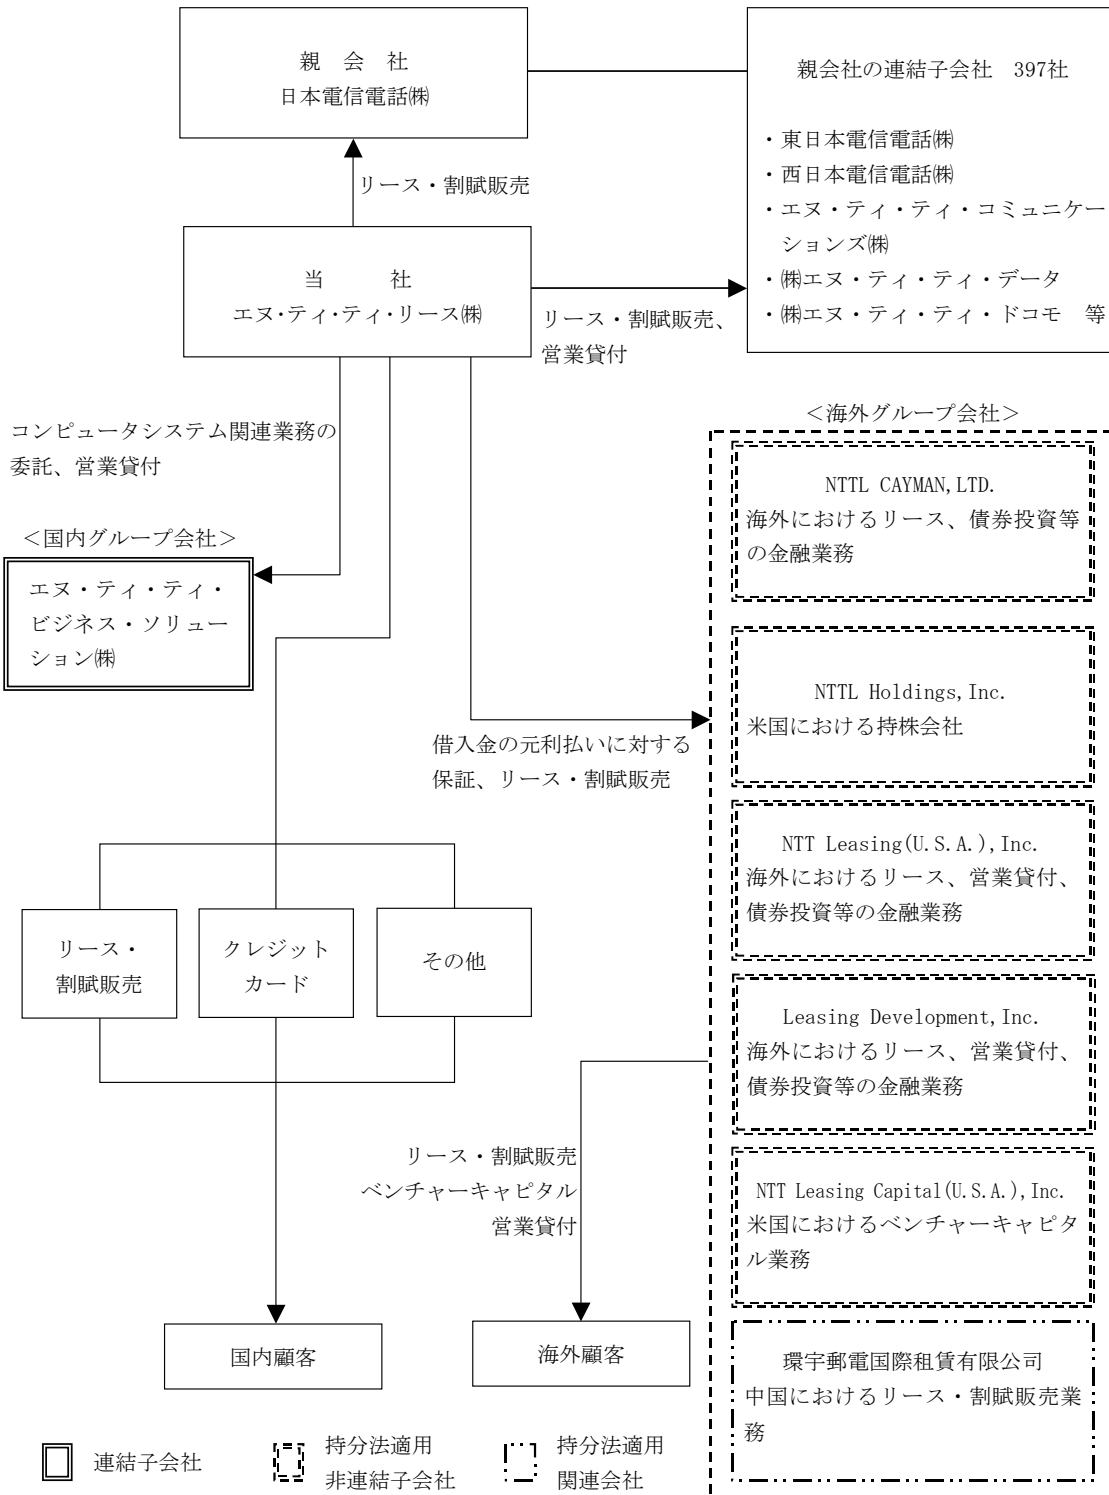 親　会　社
日本電信電話㈱
親会社の連結子会社　397社
・東日本電信電話㈱
・西日本電信電話㈱
・エヌ・ティ・ティ・コミュニケー
ションズ㈱
・㈱エヌ・ティ・ティ・データ
・㈱エヌ・ティ・ティ・ドコモ　等
リース・割賦販売
当　　　社
エヌ･ティ･ティ･リース㈱
リース・割賦販売、
営業貸付
コンピュータシステム関連業務の
委託、営業貸付
＜国内グループ会社＞
エヌ・ティ・ティ・
ビジネス・ソリュー
ション㈱
＜海外グループ会社＞
NTTL CAYMAN,LTD.
海外におけるリース、債券投資等
の金融業務
NTTL Holdings,Inc.
米国における持株会社
借入金の元利払いに対する
保証、リース・割賦販売
NTT Leasing(U.S.A.),Inc.
海外におけるリース、営業貸付、
債券投資等の金融業務
Leasing Development,Inc.
海外におけるリース、営業貸付、
債券投資等の金融業務
NTT Leasing Capital(U.S.A.),Inc.
米国におけるベンチャーキャピタ
ル業務
環宇郵電国際租賃有限公司
中国におけるリース・割賦販売業
務
リース・
割賦販売
クレジット
カード
その他
リース・割賦販売
ベンチャーキャピタル
営業貸付
国内顧客
海外顧客
連結子会社
持分法適用
非連結子会社
持分法適用
関連会社